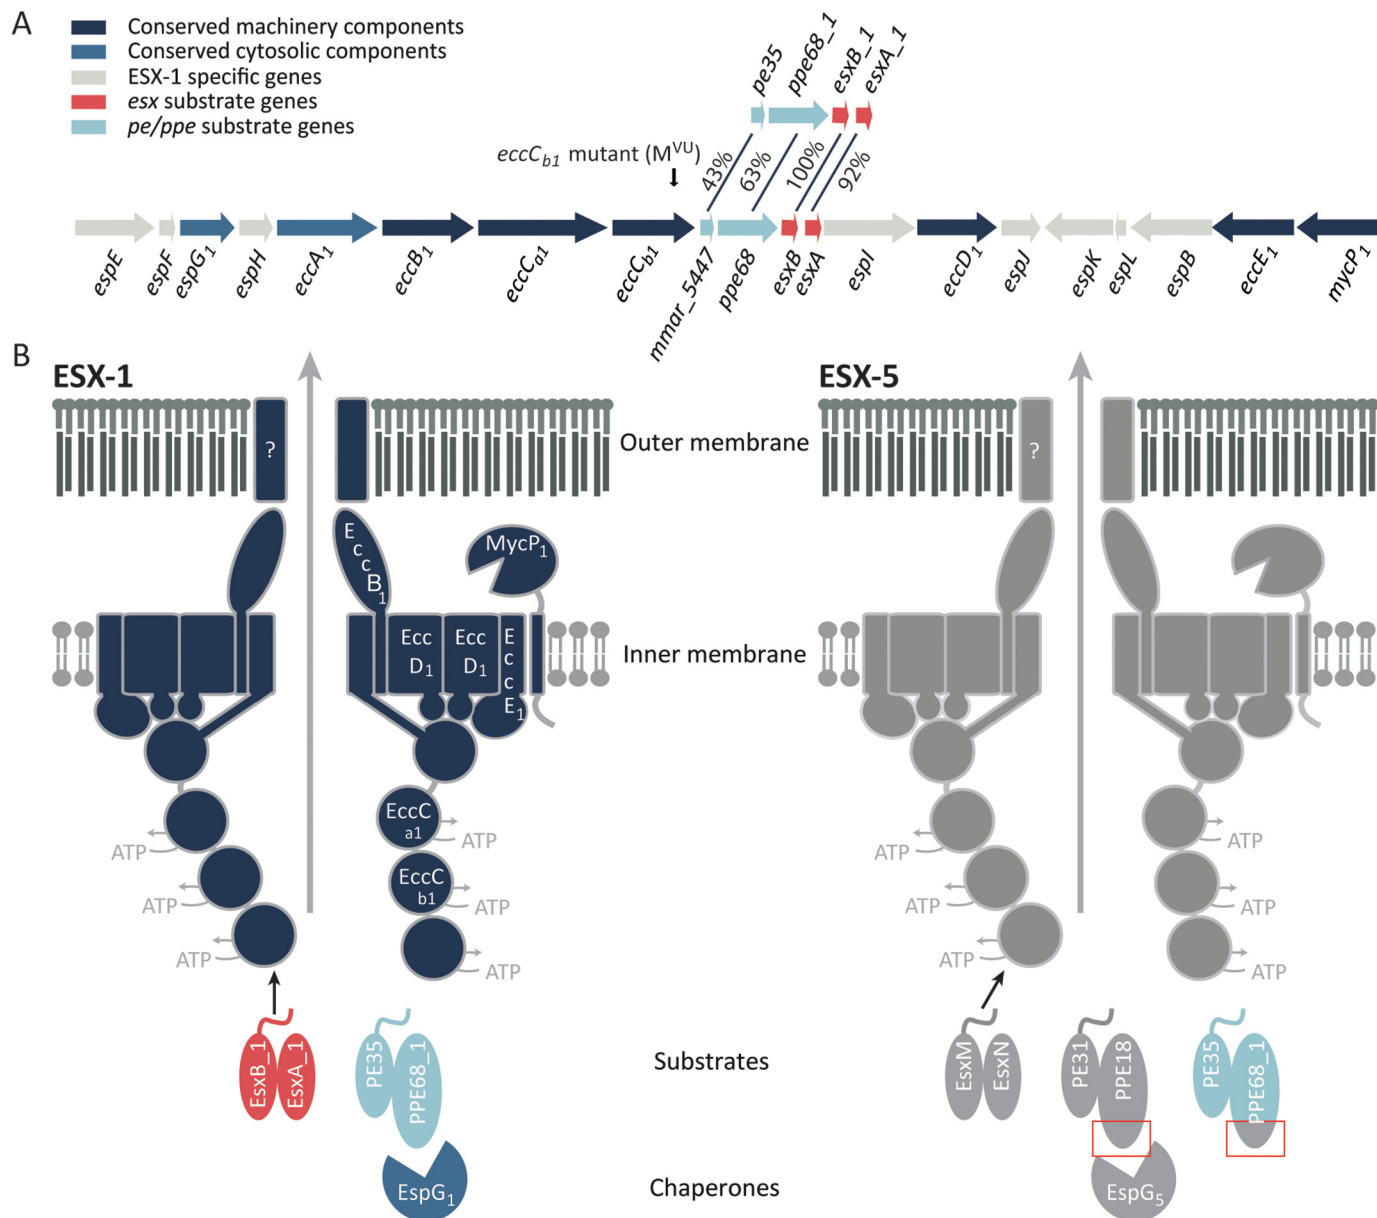 A
Conserved machinery components
Conserved cytosolic components
ESX-1 specific genes
esx substrate genes
pe/ppe substrate genes
pe35
ppe68_1
esxB_1
esxA_1
eccCb1 mutant (MVU)
43%
63%
100%
92%
espE
espF
espG1
espH
eccA1
eccB1
eccCa1
eccCb1
mmar_5447
ppe68
esxB
esxA
espI
eccD1
espJ
espK
espL
espB
eccE1
mycP1
B
ESX-1
ESX-5
?
Outer membrane
?
EccB1
MycP1
Ecc
D1
Ecc
D1
EccE1
Inner membrane
EccC
a1
ATP
ATP
ATP
ATP
EccC
b1
ATP
ATP
ATP
ATP
ATP
ATP
ATP
ATP
EsxB_1
EsxA_1
PE35
PPE68_1
Substrates
EsxM
EsxN
PE31
PPE18
PE35
PPE68_1
EspG1
Chaperones
EspG5